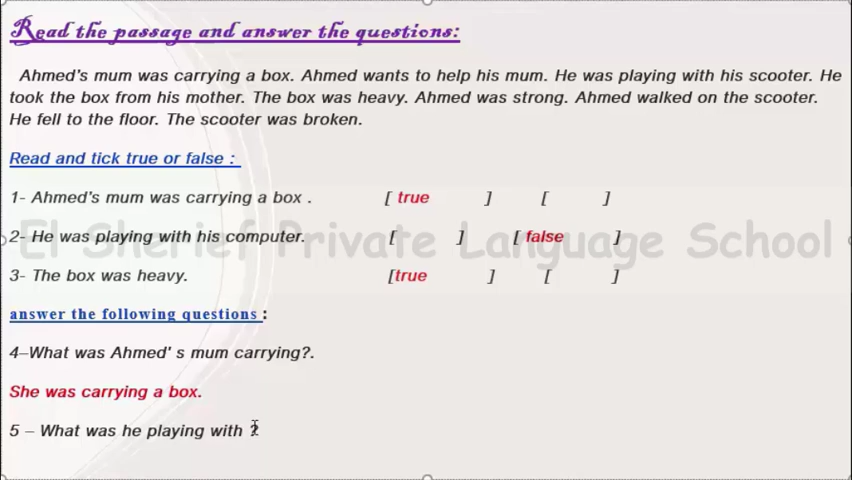 Read the passage and answer the questions:
Ahmed's mum was carrying a box. Ahmed wants to help his mum. He was playing with his scooter. He
took the box from his mother. The box was heavy. Ahmed was strong. Ahmed walked on the scooter.
He fell to the floor. The scooter was broken.
Read and tick true or false :
1- Ahmed's mum was carrying a box . [ true ] [ ]
El Sherief Private Language School
2- He was playing with his computer. [ ] [ false ]
3- The box was heavy. [true ] [ ]
answer the following questions :
4–What was Ahmed' s mum carrying?.
She was carrying a box.
5 – What was he playing with ?